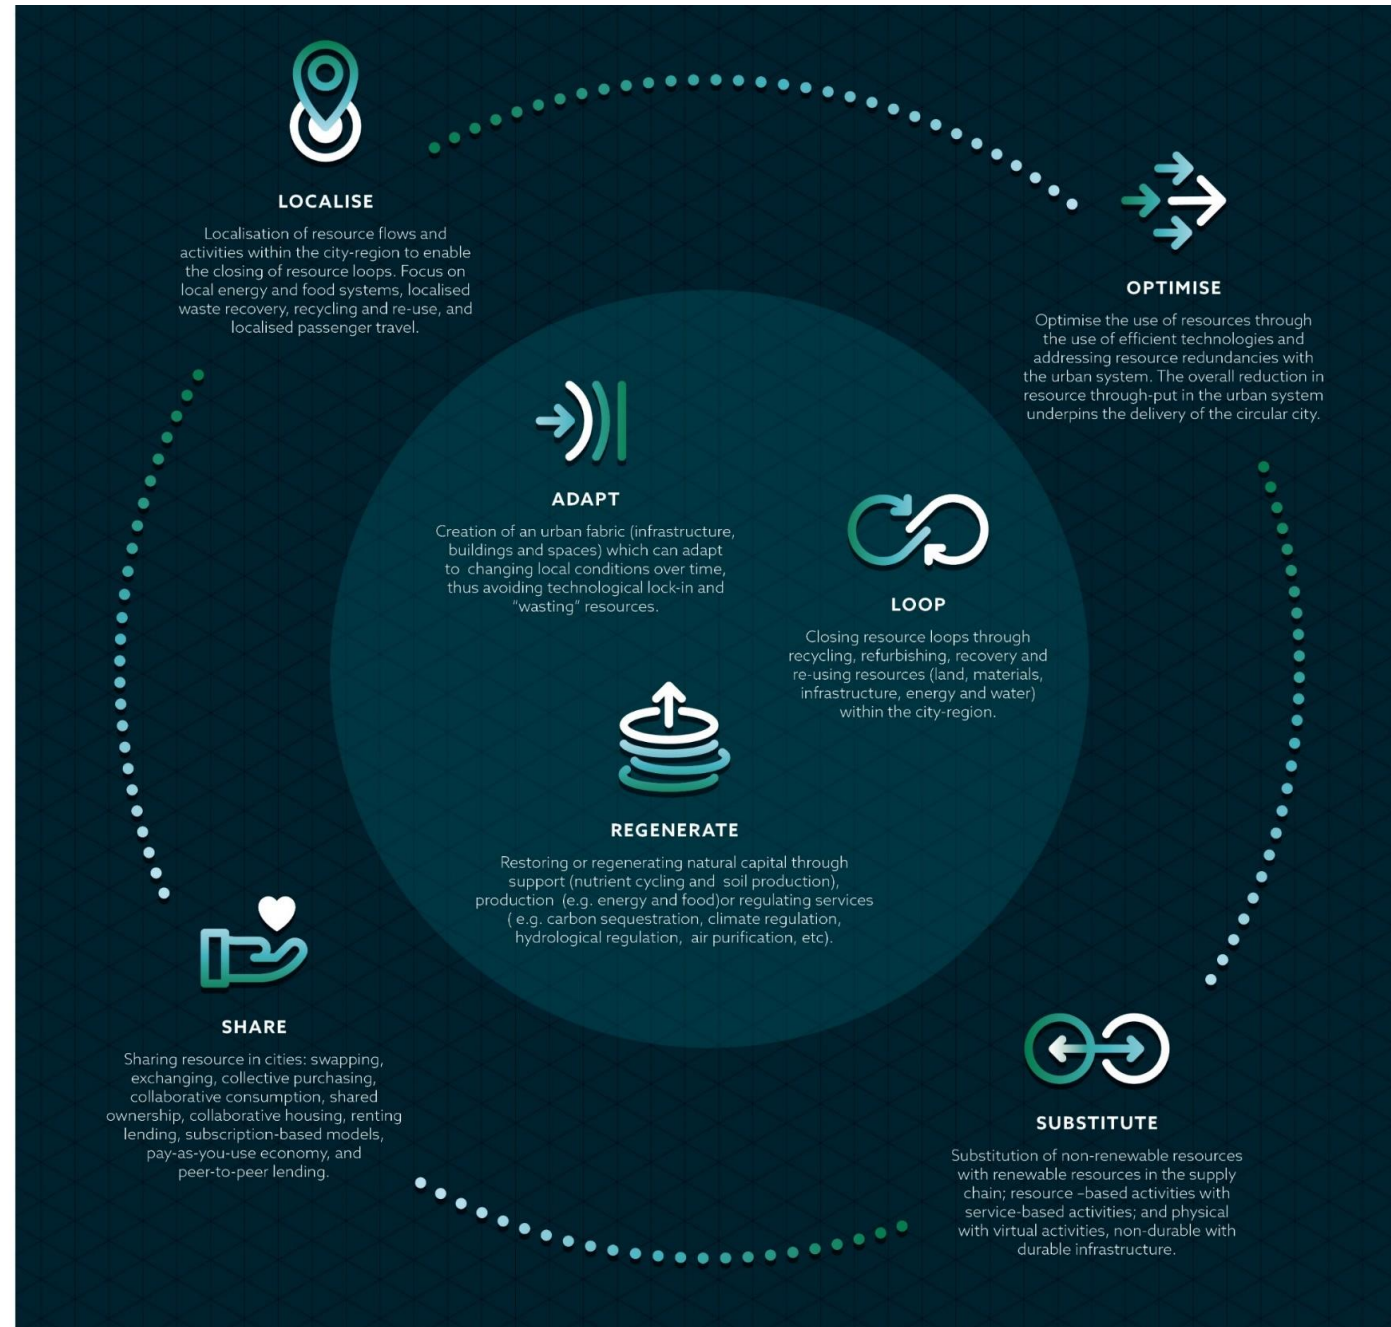 LOCALISE
Localisation of resource flows and
activities within the city-region to enable
the closing of resource loops. Focus on
local energy and food systems, localised
waste recovery, recycling and re-use, and
localised passenger travel.
OPTIMISE
Optimise the use of resources through
the use of efficient technologies and
addressing resource redundancies with
the urban system. The overall reduction in
resource through-put in the urban system
underpins the delivery of the circular city.
ADAPT
Creation of an urban fabric (infrastructure,
buildings and spaces) which can adapt
to changing local conditions over time,
thus avoiding technological lock-in and
"wasting" resources.
LOOP
Closing resource loops through
recycling, refurbishing, recovery and
re-using resources (land, materials,
infrastructure, energy and water)
within the city-region.
REGENERATE
Restoring or regenerating natural capital through
support (nutrient cycling and soil production),
production (e.g. energy and food)or regulating services
( e.g. carbon sequestration, climate regulation,
hydrological regulation, air purification, etc).
SHARE
Sharing resource in cities: swapping,
exchanging, collective purchasing,
collaborative consumption, shared
ownership, collaborative housing, renting
lending, subscription-based models,
pay-as-you-use economy, and
peer-to-peer lending.
SUBSTITUTE
Substitution of non-renewable resources
with renewable resources in the supply
chain; resource –based activities with
service-based activities; and physical
with virtual activities, non-durable with
durable infrastructure.